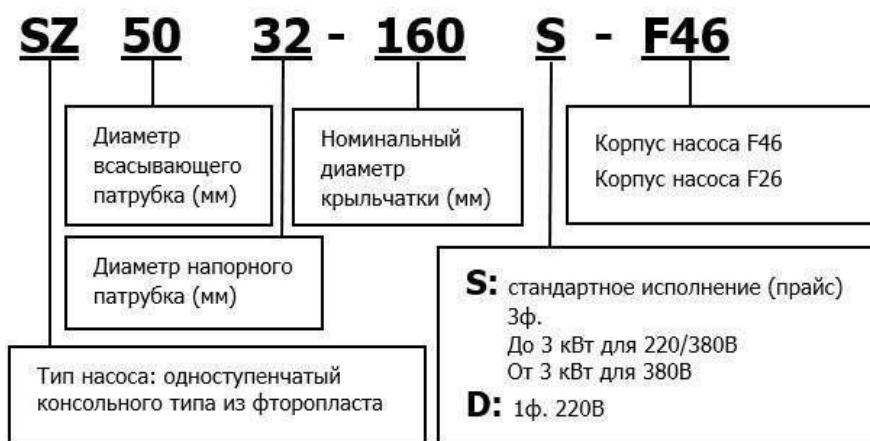 SZ 50 32 - 160 S - F46
Диаметр
всасывающего
патрубка (мм)
Номинальный
диаметр
крыльчатки (мм)
Корпус насоса F46
Корпус насоса F26
Диаметр напорного
патрубка (мм)
S: стандартное исполнение (прайс)
3ф.
До 3 кВт для 220/380В
От 3 кВт для 380В
D: 1ф. 220В
Тип насоса: одноступенчатый
консольного типа из фторопласта